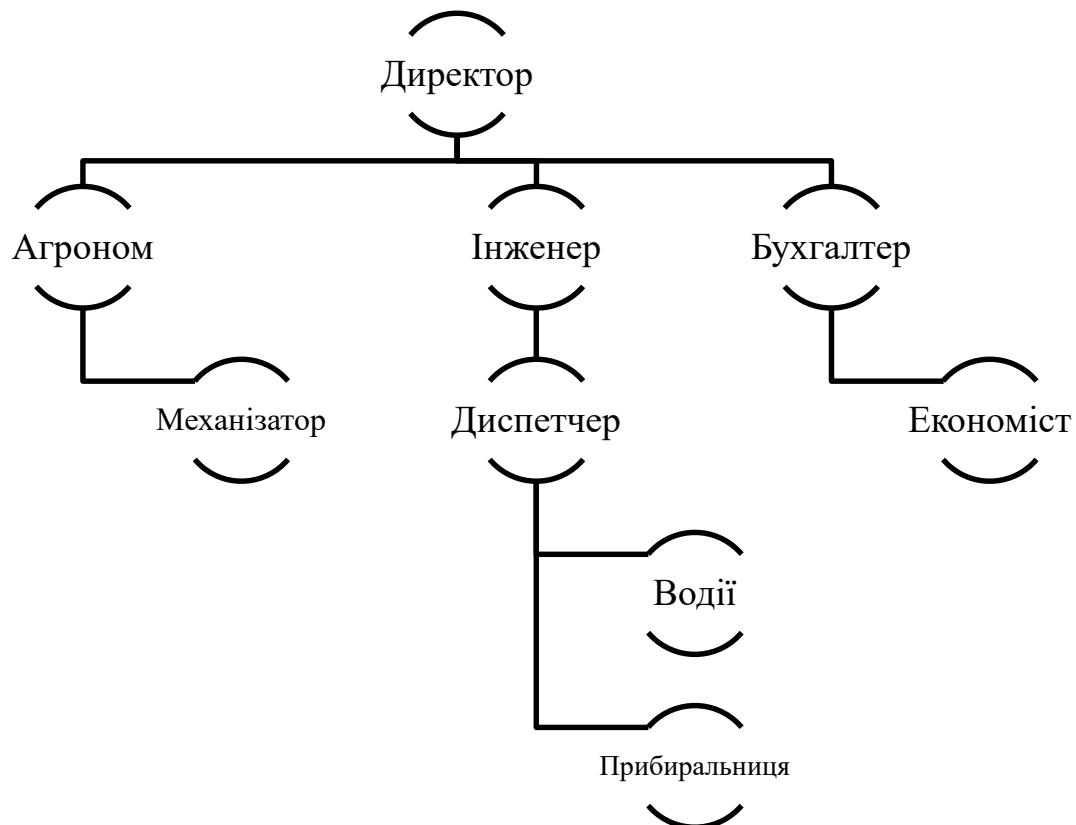 Директор
Агроном
Інженер
Бухгалтер
Механізатор
Диспетчер
Економіст
Водії
Прибиральниця